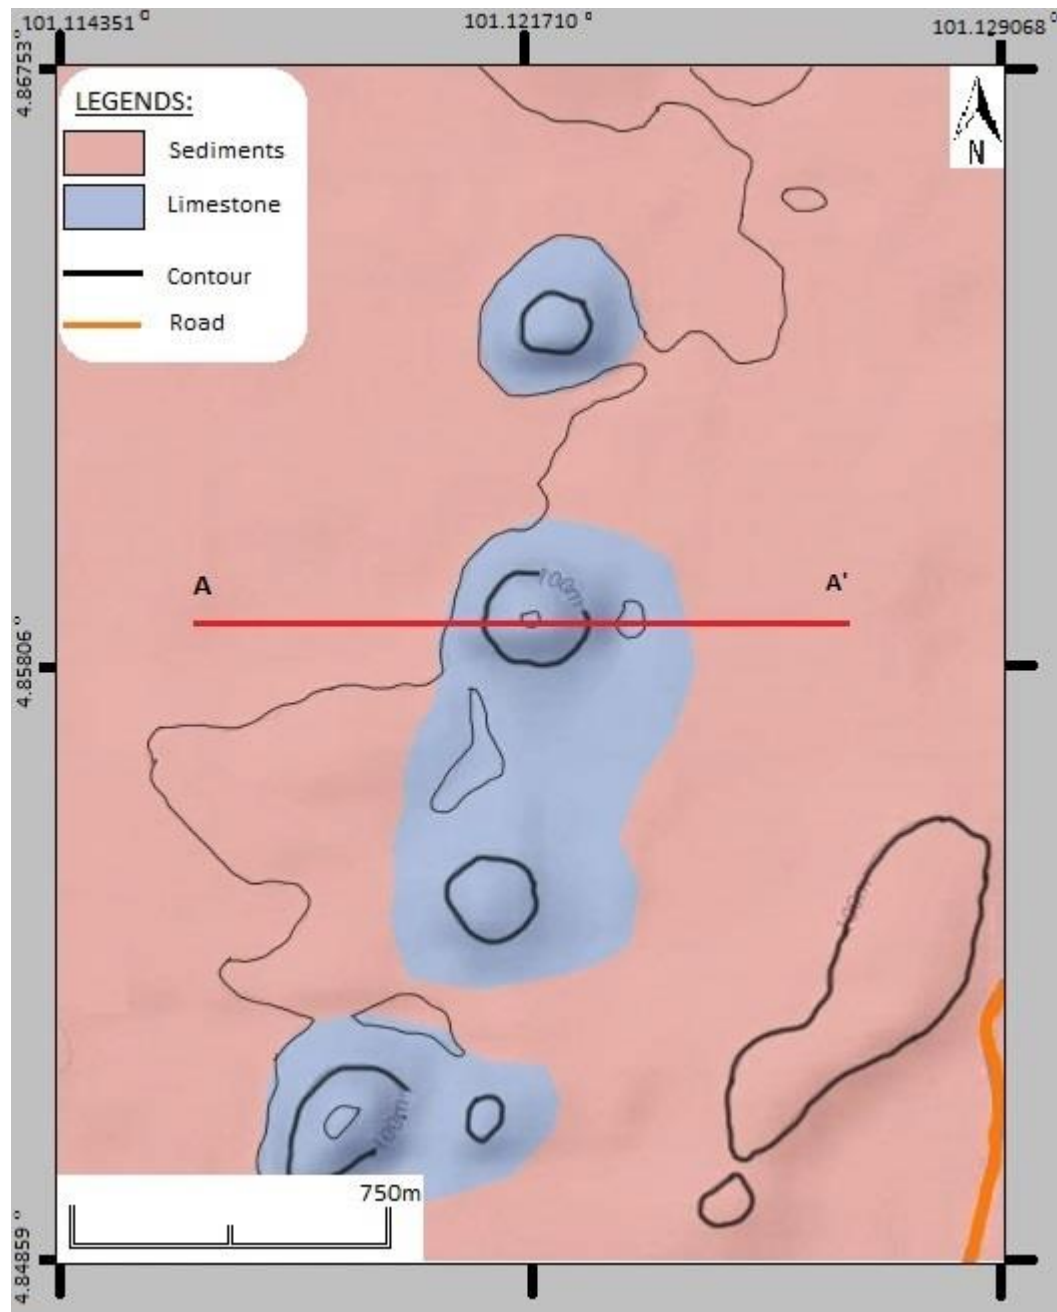 101.114351 °
101.121710 °
101.129068 °
4.86753 °
LEGENDS:
Sediments
Limestone
Contour
Road
N
100m
A
A'
4.85806 °
100m
100m
750m
4.84859 °